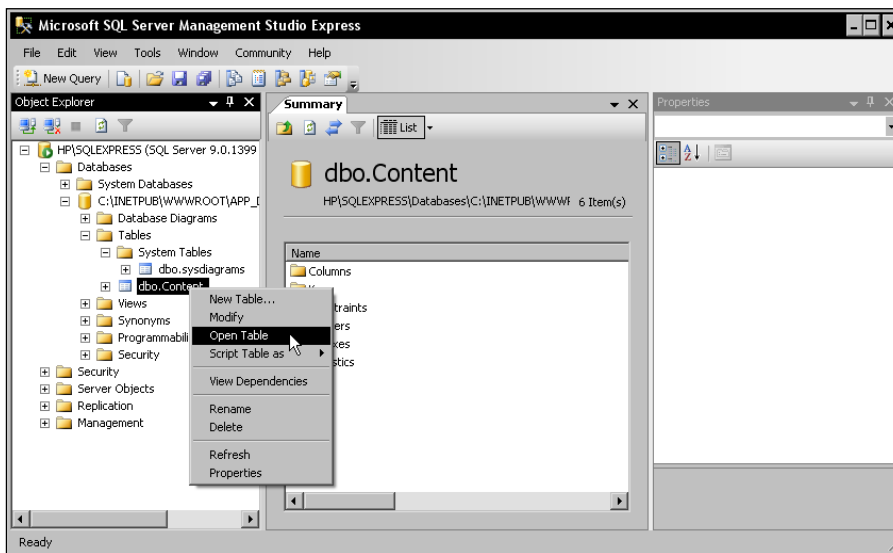 Microsoft SQL Server Management Studio Express
File Edit View Tools Window Community Help
New Query
Object Explorer
HP\SQLEXPRESS (SQL Server 9.0.1399
Databases
System Databases
C:\INETPUB\WWWROOT\APP_D
Database Diagrams
Tables
System Tables
dbo.sysdiagrams
dbo.Content
Views
Synonyms
Programmabili
Security
Security
Server Objects
Replication
Management
New Table...
Modify
Open Table
Script Table as
View Dependencies
Rename
Delete
Refresh
Properties
Summary
List
dbo.Content
HP\SQLEXPRESS\Databases\C:\INETPUB\WWWF 6 Item(s)
Name
Columns
traints
ers
xes
stics
Properties
Ready